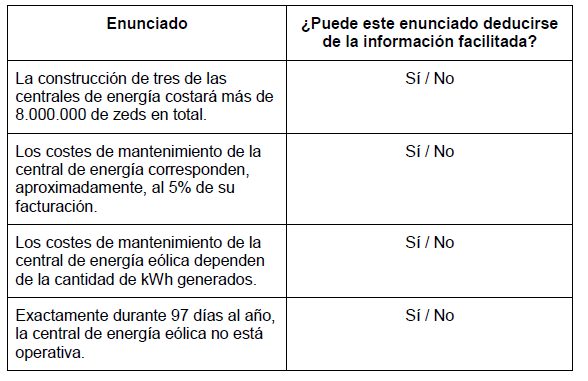 Enunciado
¿Puede este enunciado deducirse
de la información facilitada?
La construcción de tres de las
centrales de energía costará más de
8.000.000 de zeds en total.
Sí / No
Los costes de mantenimiento de la
central de energía corresponden,
aproximadamente, al 5% de su
facturación.
Sí / No
Los costes de mantenimiento de la
central de energía eólica dependen
de la cantidad de kWh generados.
Sí / No
Exactamente durante 97 días al año,
la central de energía eólica no está
operativa.
Sí / No